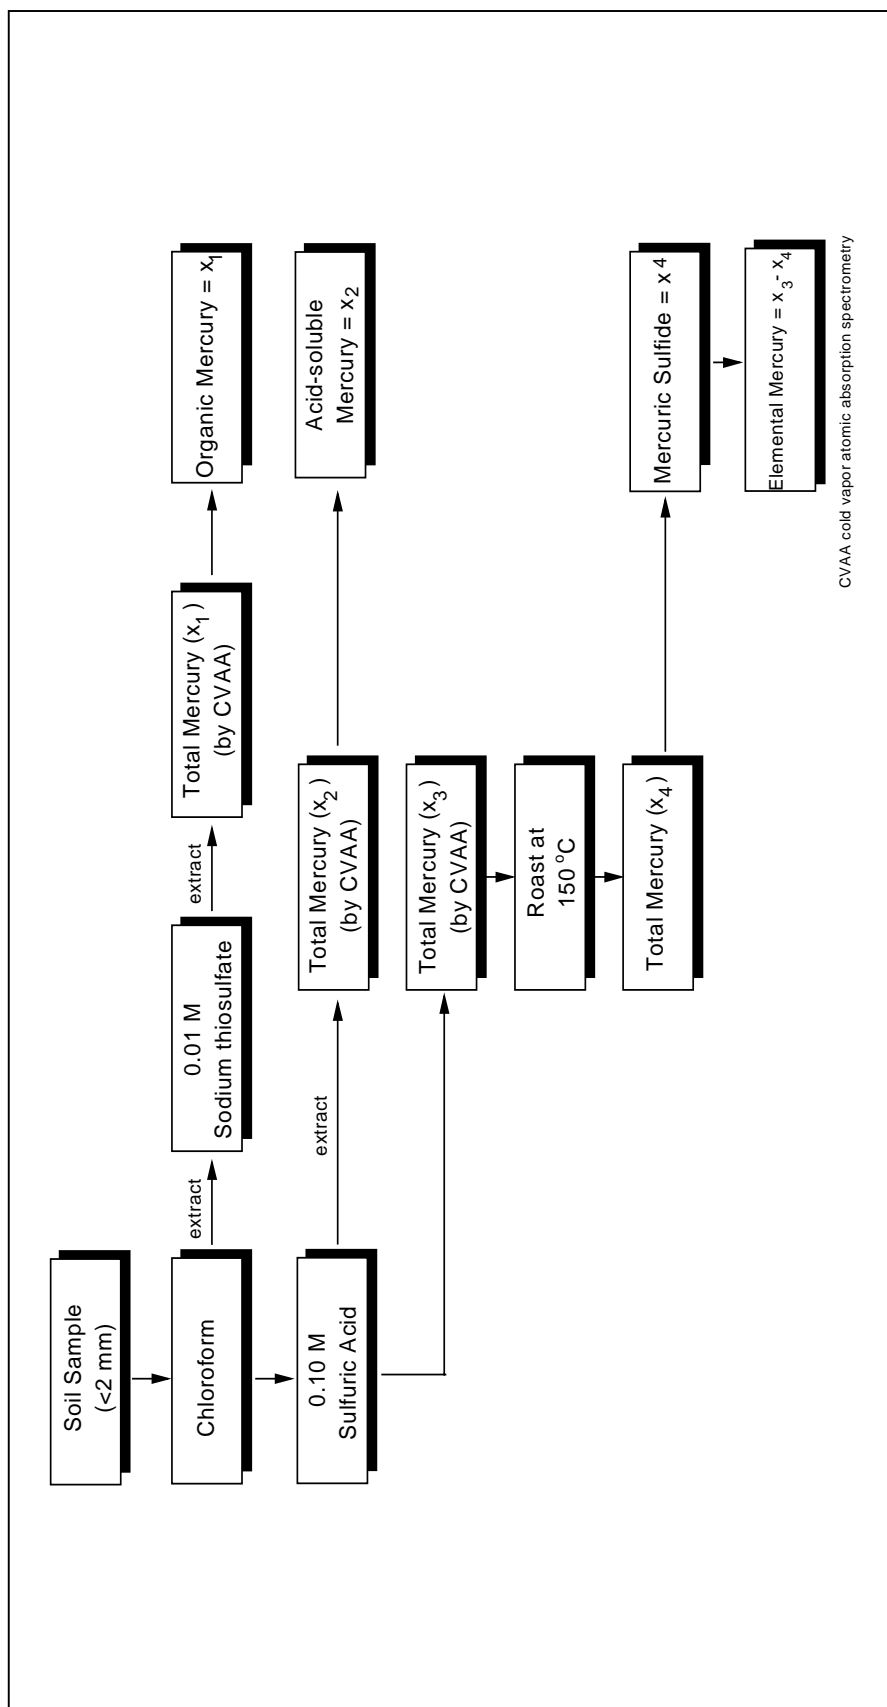 Soil Sample
(<2 mm)
Chloroform
extract
0.01 M
Sodium thiosulfate
extract
Total Mercury (x₁)
(by CVAA)
Organic Mercury = x₁
0.10 M
Sulfuric Acid
extract
Total Mercury (x₂)
(by CVAA)
Acid-soluble
Mercury = x₂
Total Mercury (x₃)
(by CVAA)
Roast at
150 °C
Total Mercury (x₄)
Mercuric Sulfide = x⁴
Elemental Mercury = x₃- x₄
CVAA cold vapor atomic absorption spectrometry